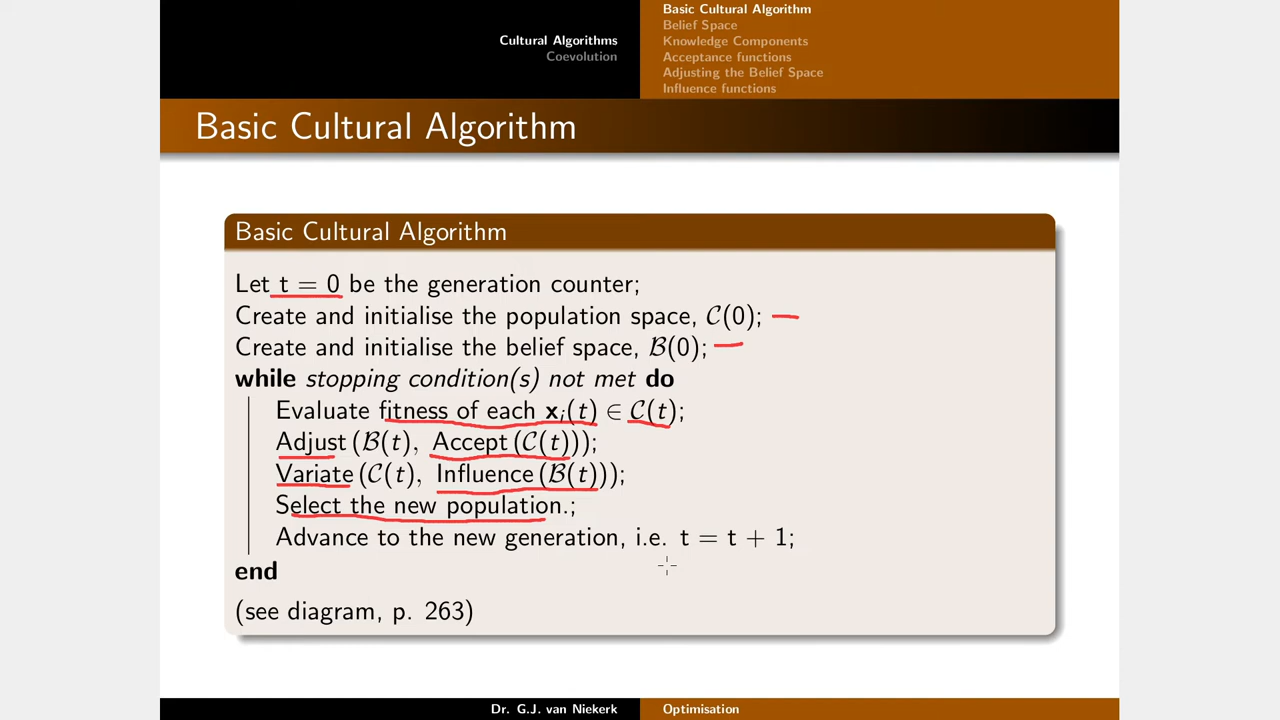 Cultural Algorithms
Coevolution
Basic Cultural Algorithm
Belief Space
Knowledge Components
Acceptance functions
Adjusting the Belief Space
Influence functions
Basic Cultural Algorithm
Basic Cultural Algorithm
Let t = 0 be the generation counter;
Create and initialise the population space, 𝒞(0);
Create and initialise the belief space, ℬ(0);
while stopping condition(s) not met do
Evaluate fitness of each 𝐱ᵢ(t) ∈ 𝒞(t);
Adjust (ℬ(t), Accept (𝒞(t)));
Variate (𝒞(t), Influence (ℬ(t)));
Select the new population.;
Advance to the new generation, i.e. t = t + 1;
end
(see diagram, p. 263)
Dr. G.J. van Niekerk
Optimisation